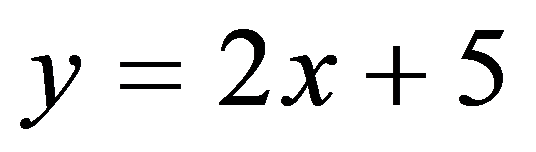 y = 2x + 5